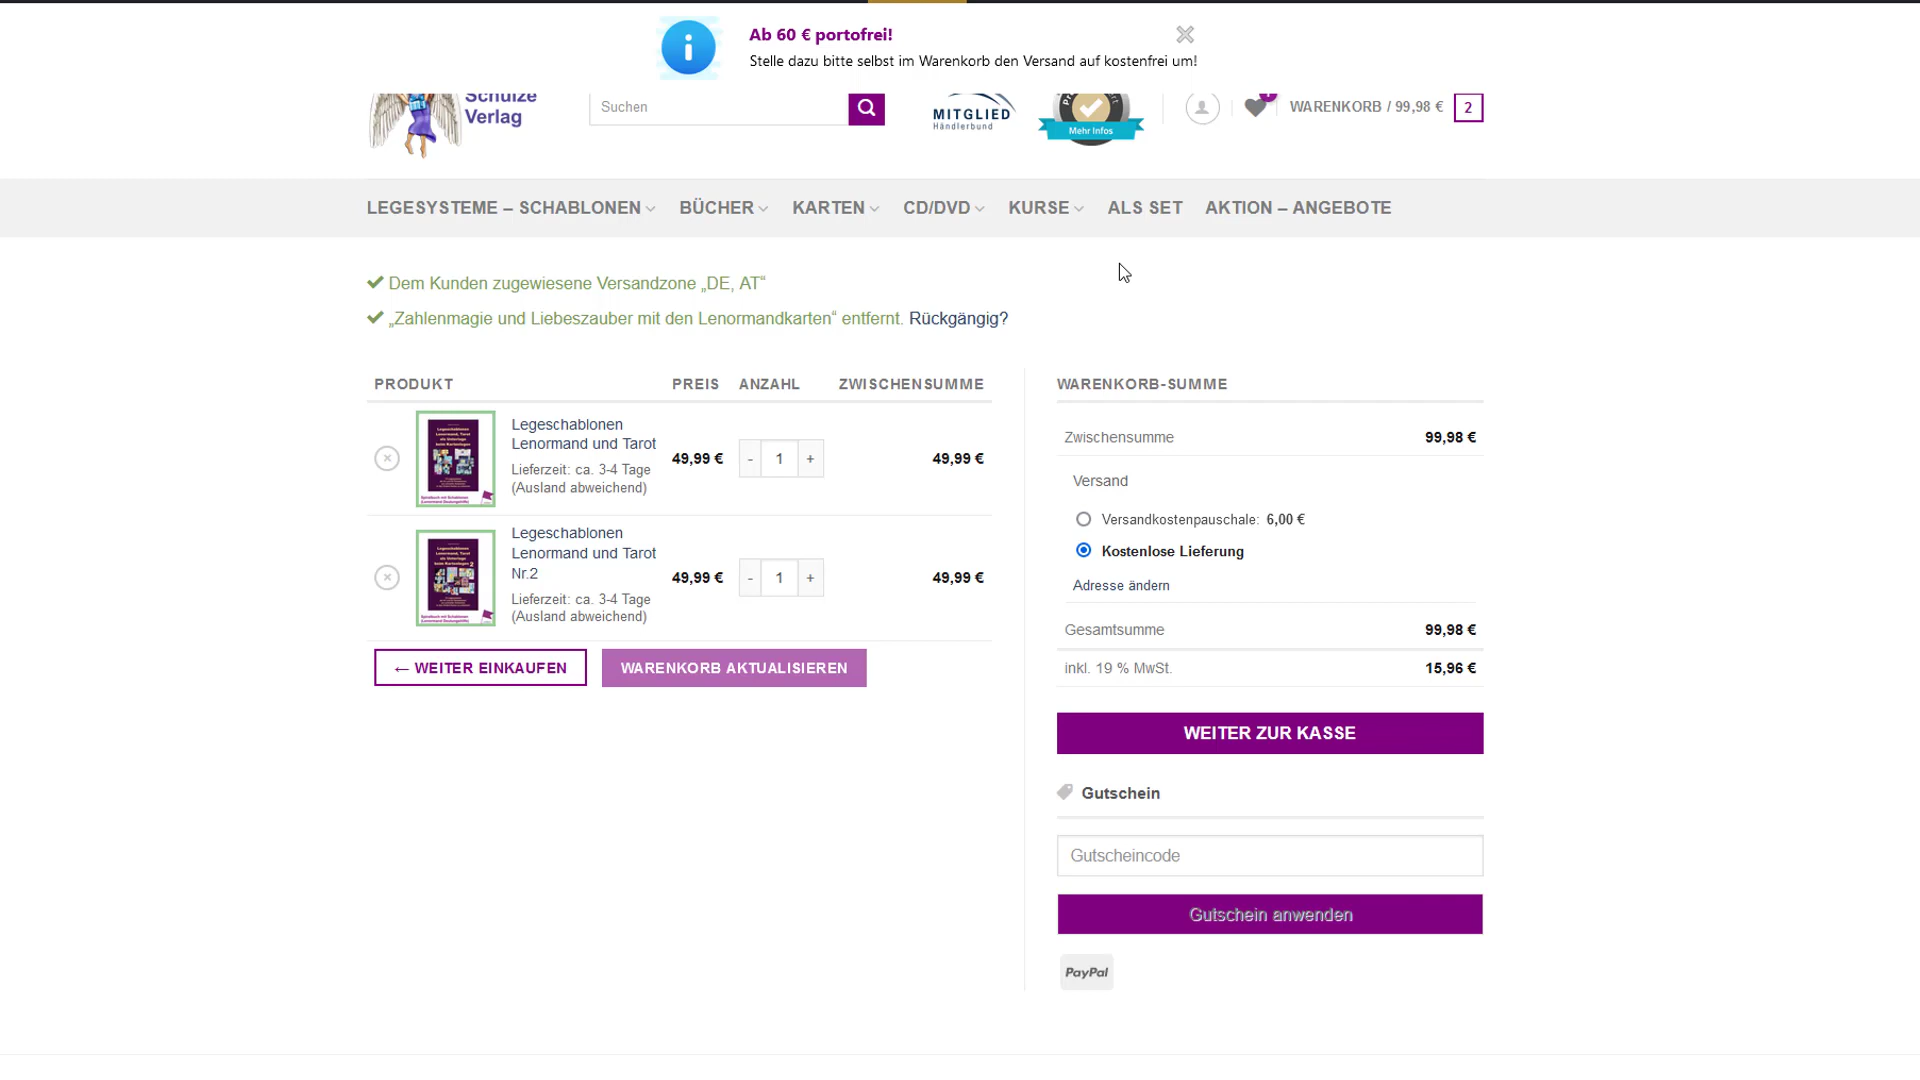 Ab 60 € portofrei!
Stelle dazu bitte selbst im Warenkorb den Versand auf kostenfrei um!
Schulze
Verlag
Suchen
MITGLIED
Händlerbund
Mehr Infos
WARENKORB / 99,98 €
2
LEGESYSTEME – SCHABLONEN
BÜCHER
KARTEN
CD/DVD
KURSE
ALS SET
AKTION – ANGEBOTE
Dem Kunden zugewiesene Versandzone „DE, AT“
„Zahlenmagie und Liebeszauber mit den Lenormandkarten“ entfernt. Rückgängig?
PRODUKT PREIS ANZAHL ZWISCHENSUMME
Legeschablonen
Lenormand und Tarot
Lieferzeit: ca. 3-4 Tage
(Ausland abweichend)
49,99 €
- 1 +
49,99 €
Legeschablonen
Lenormand und Tarot
Nr.2
Lieferzeit: ca. 3-4 Tage
(Ausland abweichend)
49,99 €
- 1 +
49,99 €
← WEITER EINKAUFEN
WARENKORB AKTUALISIEREN
WARENKORB-SUMME
Zwischensumme 99,98 €
Versand
Versandkostenpauschale: 6,00 €
Kostenlose Lieferung
Adresse ändern
Gesamtsumme 99,98 €
inkl. 19 % MwSt. 15,96 €
WEITER ZUR KASSE
Gutschein
Gutscheincode
Gutschein anwenden
PayPal